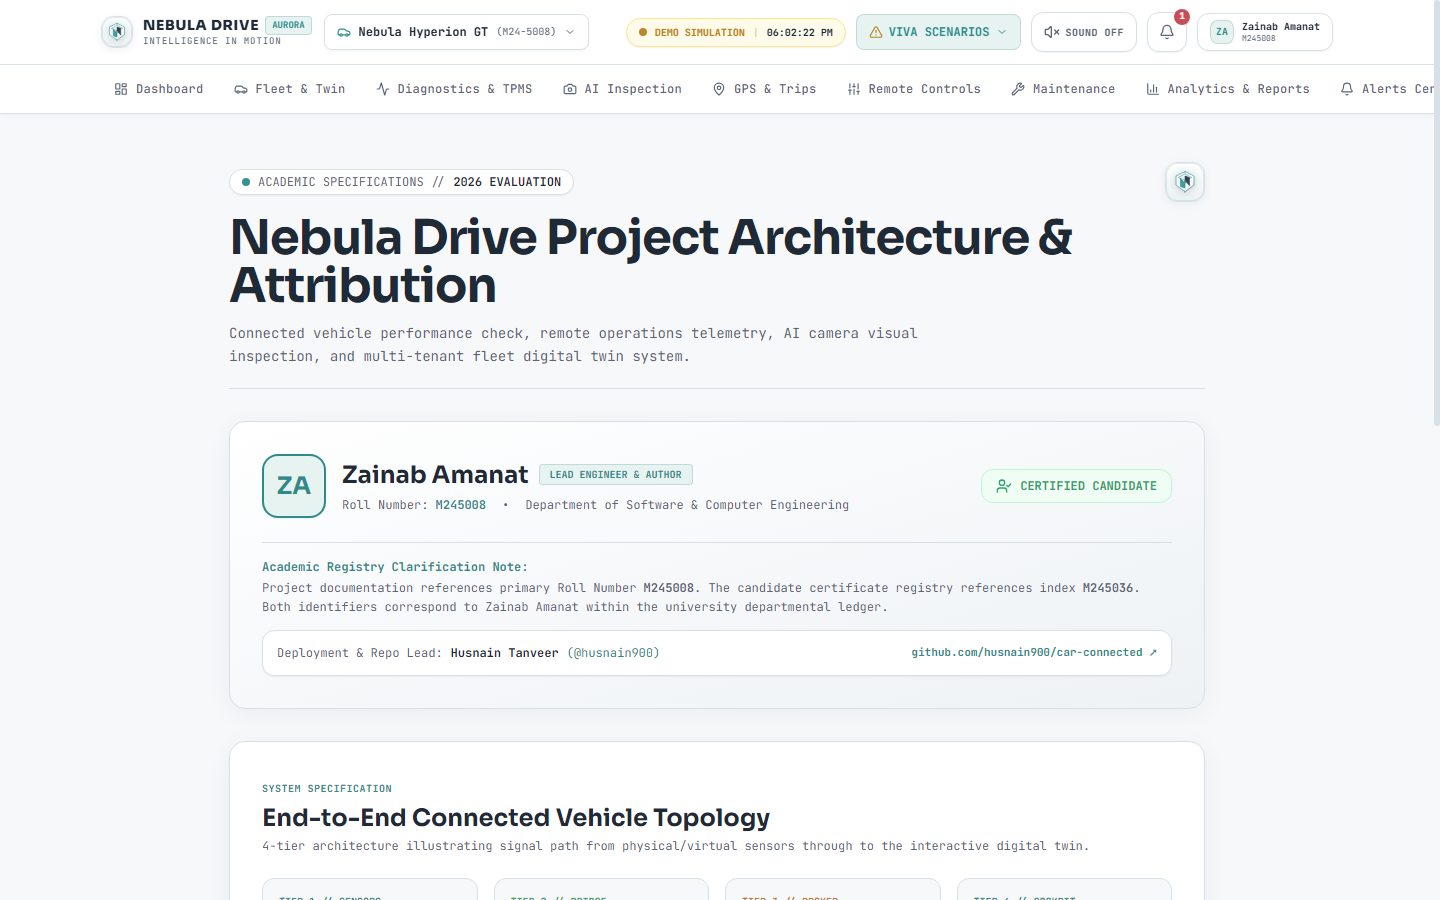 NEBULA DRIVE AURORA
INTELLIGENCE IN MOTION
Nebula Hyperion GT (M24-5008)
DEMO SIMULATION | 06:02:22 PM
VIVA SCENARIOS
SOUND OFF
1
ZA
Zainab Amanat
M245008
Dashboard
Fleet & Twin
Diagnostics & TPMS
AI Inspection
GPS & Trips
Remote Controls
Maintenance
Analytics & Reports
Alerts Cen
ACADEMIC SPECIFICATIONS // 2026 EVALUATION
Nebula Drive Project Architecture &
Attribution
Connected vehicle performance check, remote operations telemetry, AI camera visual
inspection, and multi-tenant fleet digital twin system.
ZA
Zainab Amanat LEAD ENGINEER & AUTHOR
Roll Number: M245008 • Department of Software & Computer Engineering
CERTIFIED CANDIDATE
Academic Registry Clarification Note:
Project documentation references primary Roll Number M245008. The candidate certificate registry references index M245036.
Both identifiers correspond to Zainab Amanat within the university departmental ledger.
Deployment & Repo Lead: Husnain Tanveer (@husnain900)
github.com/husnain900/car-connected ↗
SYSTEM SPECIFICATION
End-to-End Connected Vehicle Topology
4-tier architecture illustrating signal path from physical/virtual sensors through to the interactive digital twin.